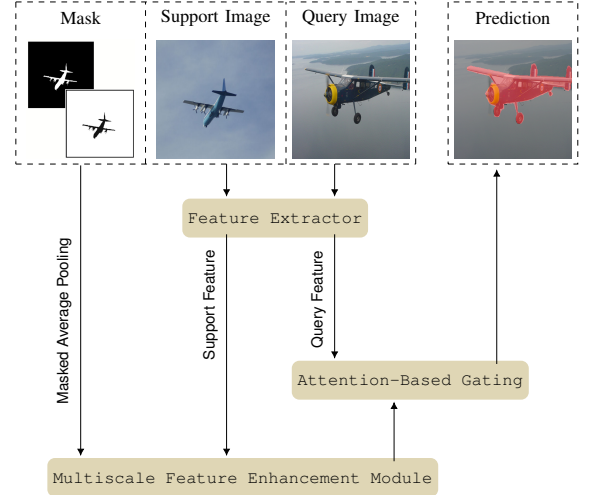 Mask
Support Image
Query Image
Prediction
Feature Extractor
Masked Average Pooling
Support Feature
Query Feature
Attention-Based Gating
Multiscale Feature Enhancement Module